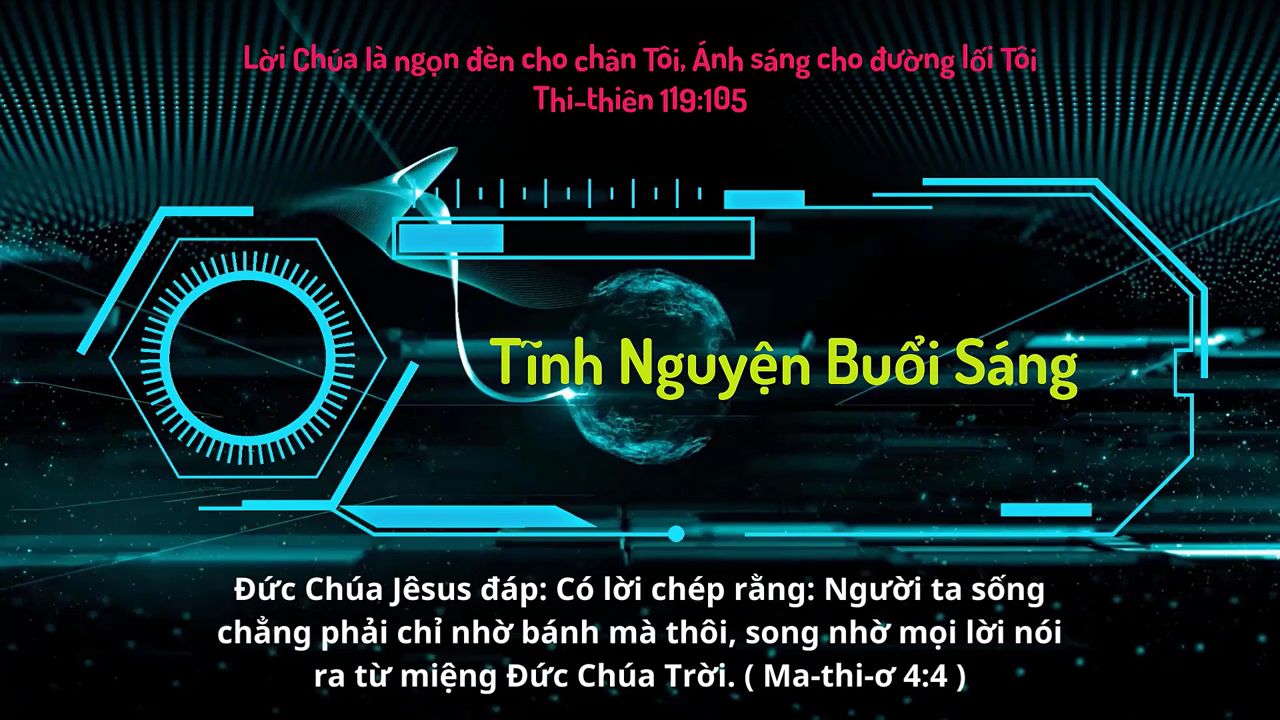 Lời Chúa là ngọn đèn cho chân Tôi, Ánh sáng cho đường lối Tôi
Thi-thiên 119:105
Tĩnh Nguyện Buổi Sáng
Đức Chúa Jêsus đáp: Có lời chép rằng: Người ta sống
chẳng phải chỉ nhờ bánh mà thôi, song nhờ mọi lời nói
ra từ miệng Đức Chúa Trời. ( Ma-thi-ơ 4:4 )